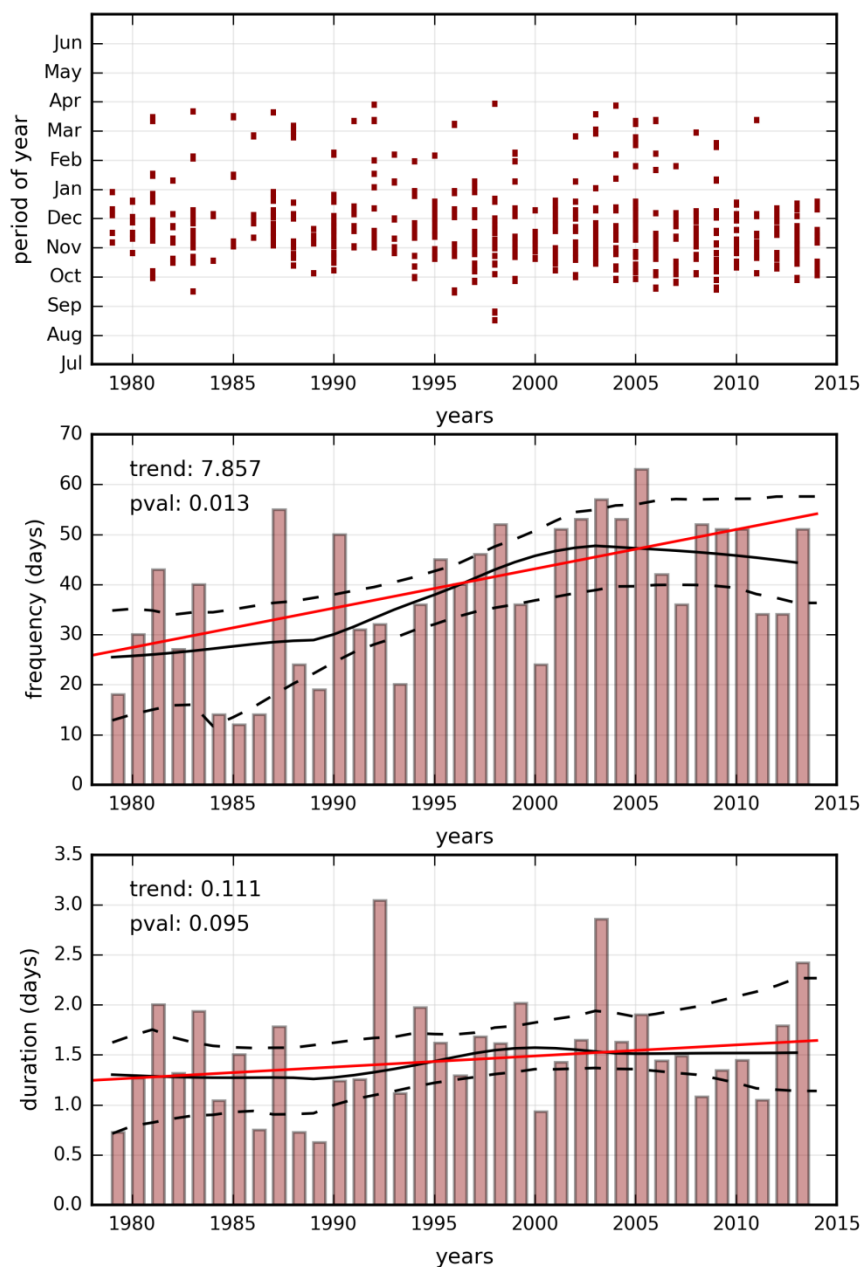 period of year
Jun
May
Apr
Mar
Feb
Jan
Dec
Nov
Oct
Sep
Aug
Jul
1980 1985 1990 1995 2000 2005 2010 2015
years
frequency (days)
70
60
50
40
30
20
10
0
trend: 7.857
pval: 0.013
1980 1985 1990 1995 2000 2005 2010 2015
years
duration (days)
3.5
3.0
2.5
2.0
1.5
1.0
0.5
0.0
trend: 0.111
pval: 0.095
1980 1985 1990 1995 2000 2005 2010 2015
years